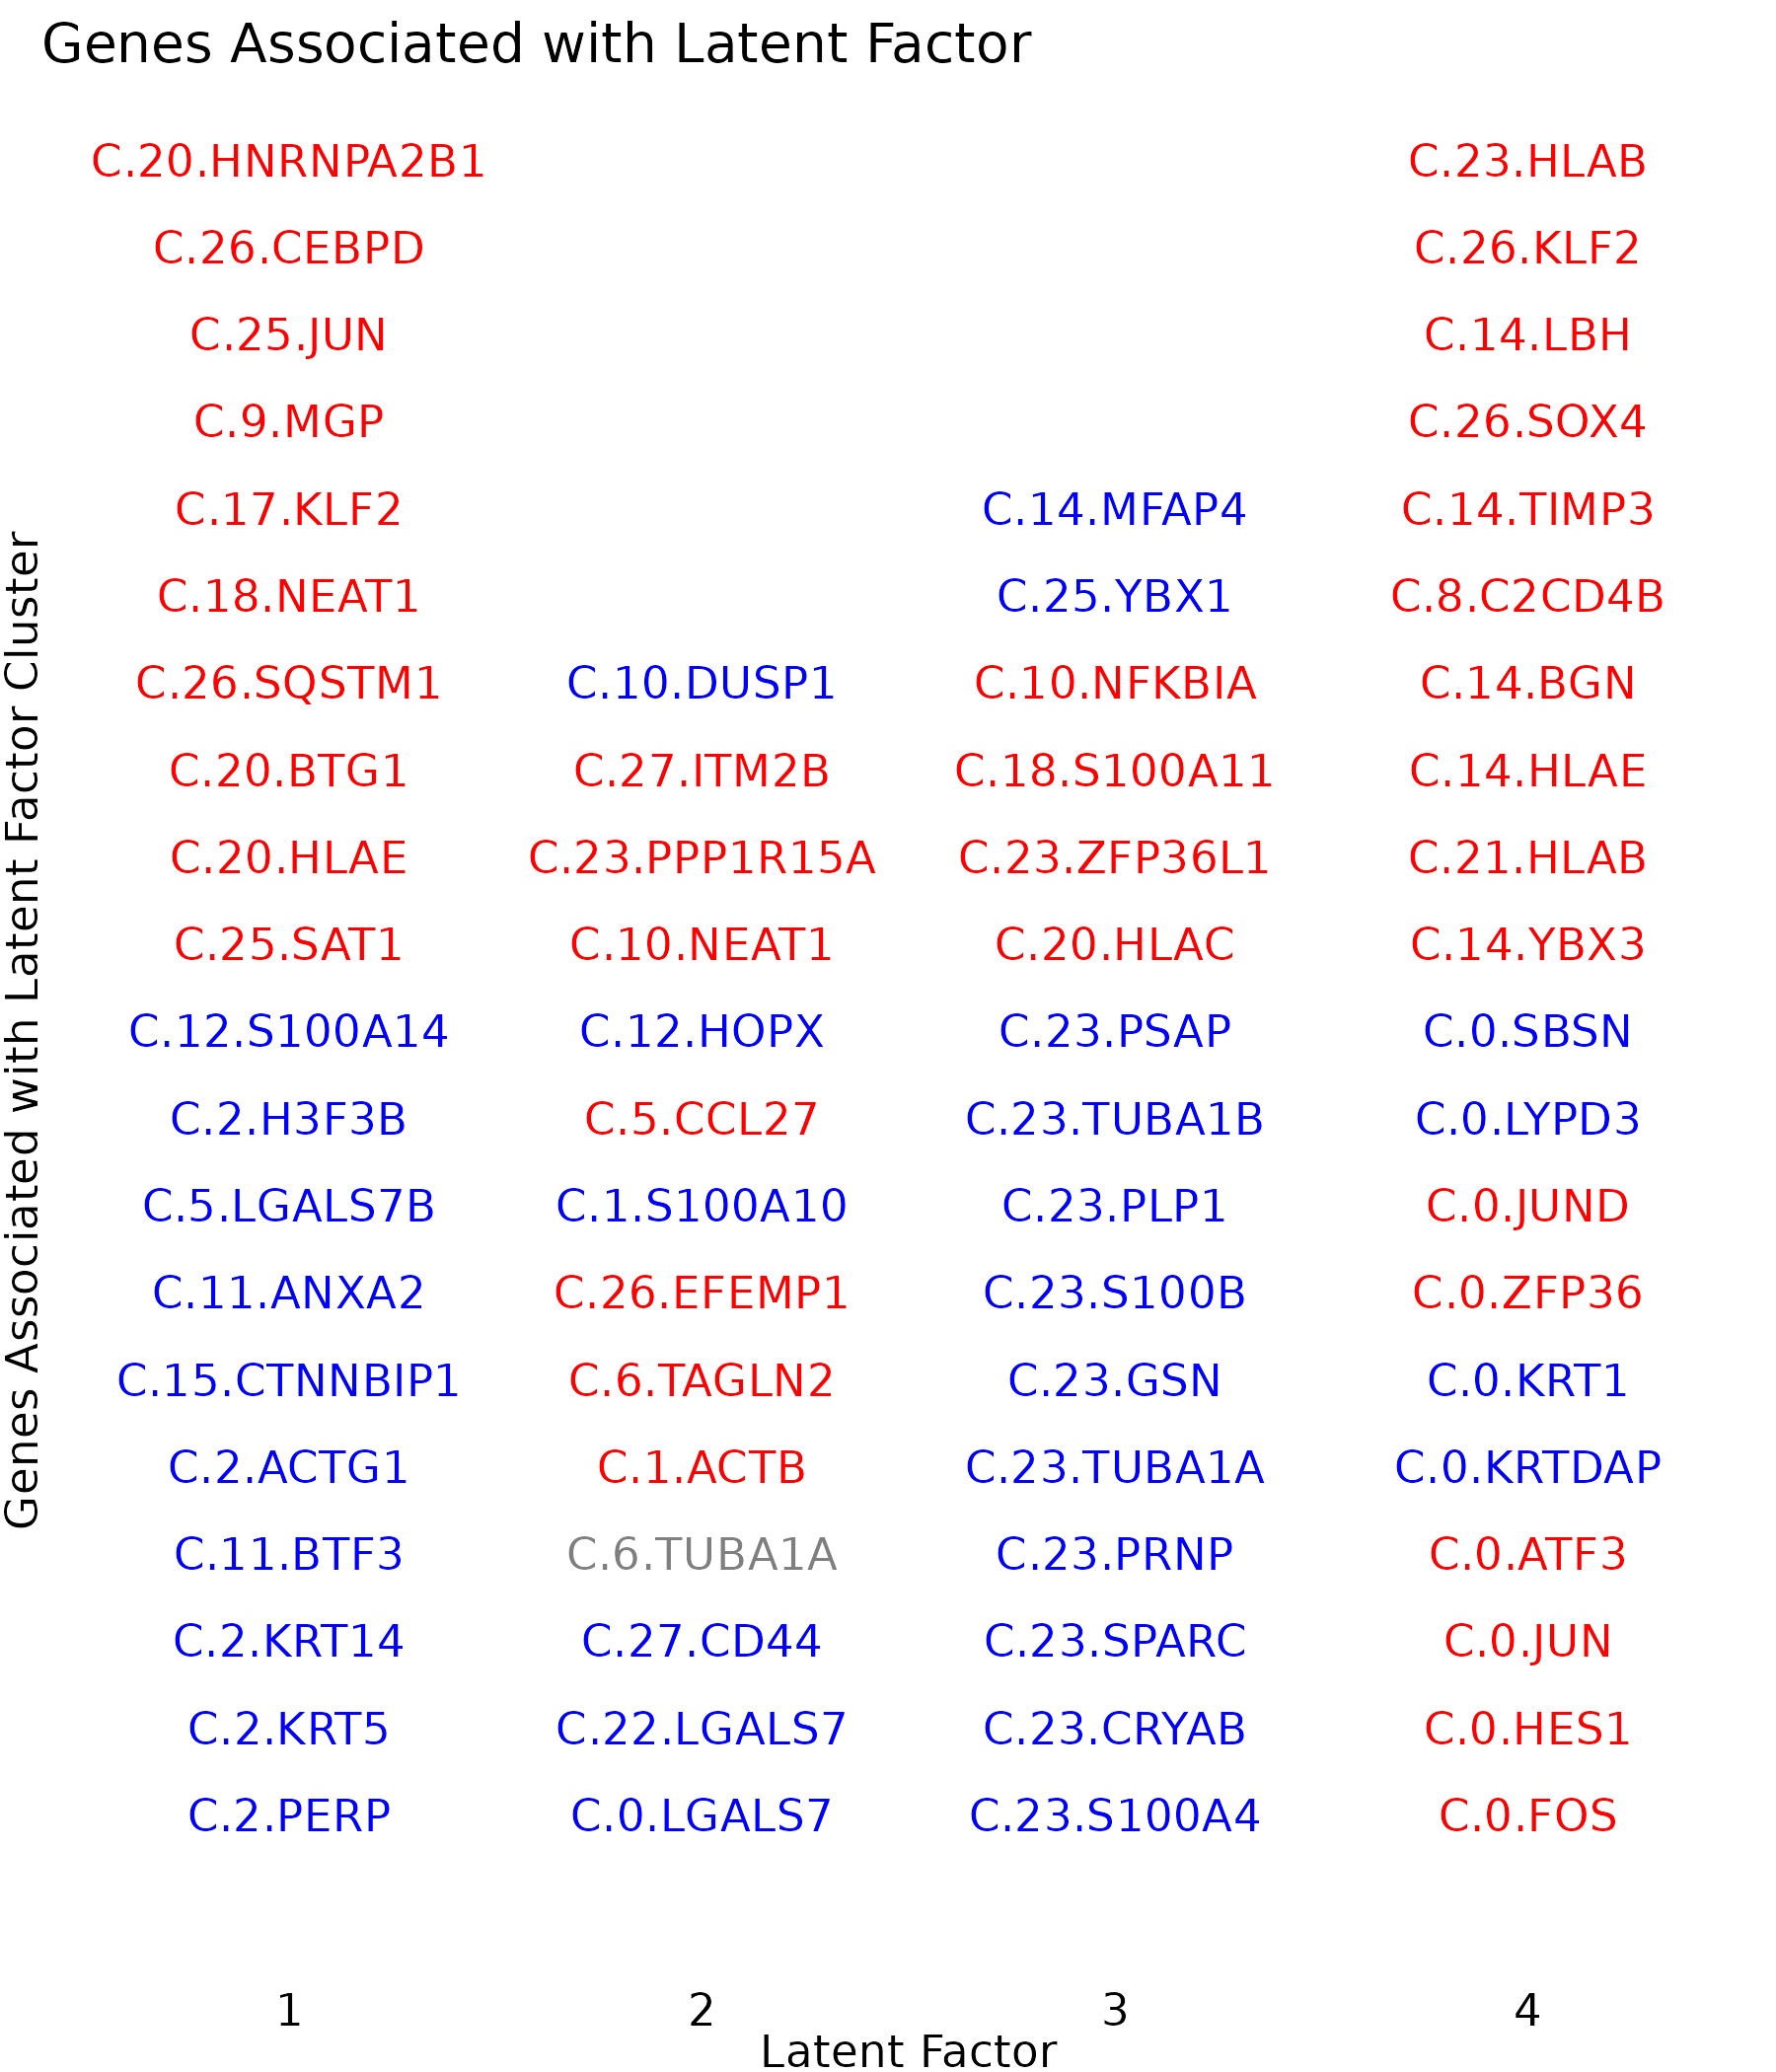 Genes Associated with Latent Factor
Genes Associated with Latent Factor Cluster
C.20.HNRNPA2B1 C.23.HLAB
C.26.CEBPD C.26.KLF2
C.25.JUN C.14.LBH
C.9.MGP C.26.SOX4
C.17.KLF2 C.14.MFAP4 C.14.TIMP3
C.18.NEAT1 C.25.YBX1 C.8.C2CD4B
C.26.SQSTM1 C.10.DUSP1 C.10.NFKBIA C.14.BGN
C.20.BTG1 C.27.ITM2B C.18.S100A11 C.14.HLAE
C.20.HLAE C.23.PPP1R15A C.23.ZFP36L1 C.21.HLAB
C.25.SAT1 C.10.NEAT1 C.20.HLAC C.14.YBX3
C.12.S100A14 C.12.HOPX C.23.PSAP C.0.SBSN
C.2.H3F3B C.5.CCL27 C.23.TUBA1B C.0.LYPD3
C.5.LGALS7B C.1.S100A10 C.23.PLP1 C.0.JUND
C.11.ANXA2 C.26.EFEMP1 C.23.S100B C.0.ZFP36
C.15.CTNNBIP1 C.6.TAGLN2 C.23.GSN C.0.KRT1
C.2.ACTG1 C.1.ACTB C.23.TUBA1A C.0.KRTDAP
C.11.BTF3 C.6.TUBA1A C.23.PRNP C.0.ATF3
C.2.KRT14 C.27.CD44 C.23.SPARC C.0.JUN
C.2.KRT5 C.22.LGALS7 C.23.CRYAB C.0.HES1
C.2.PERP C.0.LGALS7 C.23.S100A4 C.0.FOS
1 2 3 4
Latent Factor